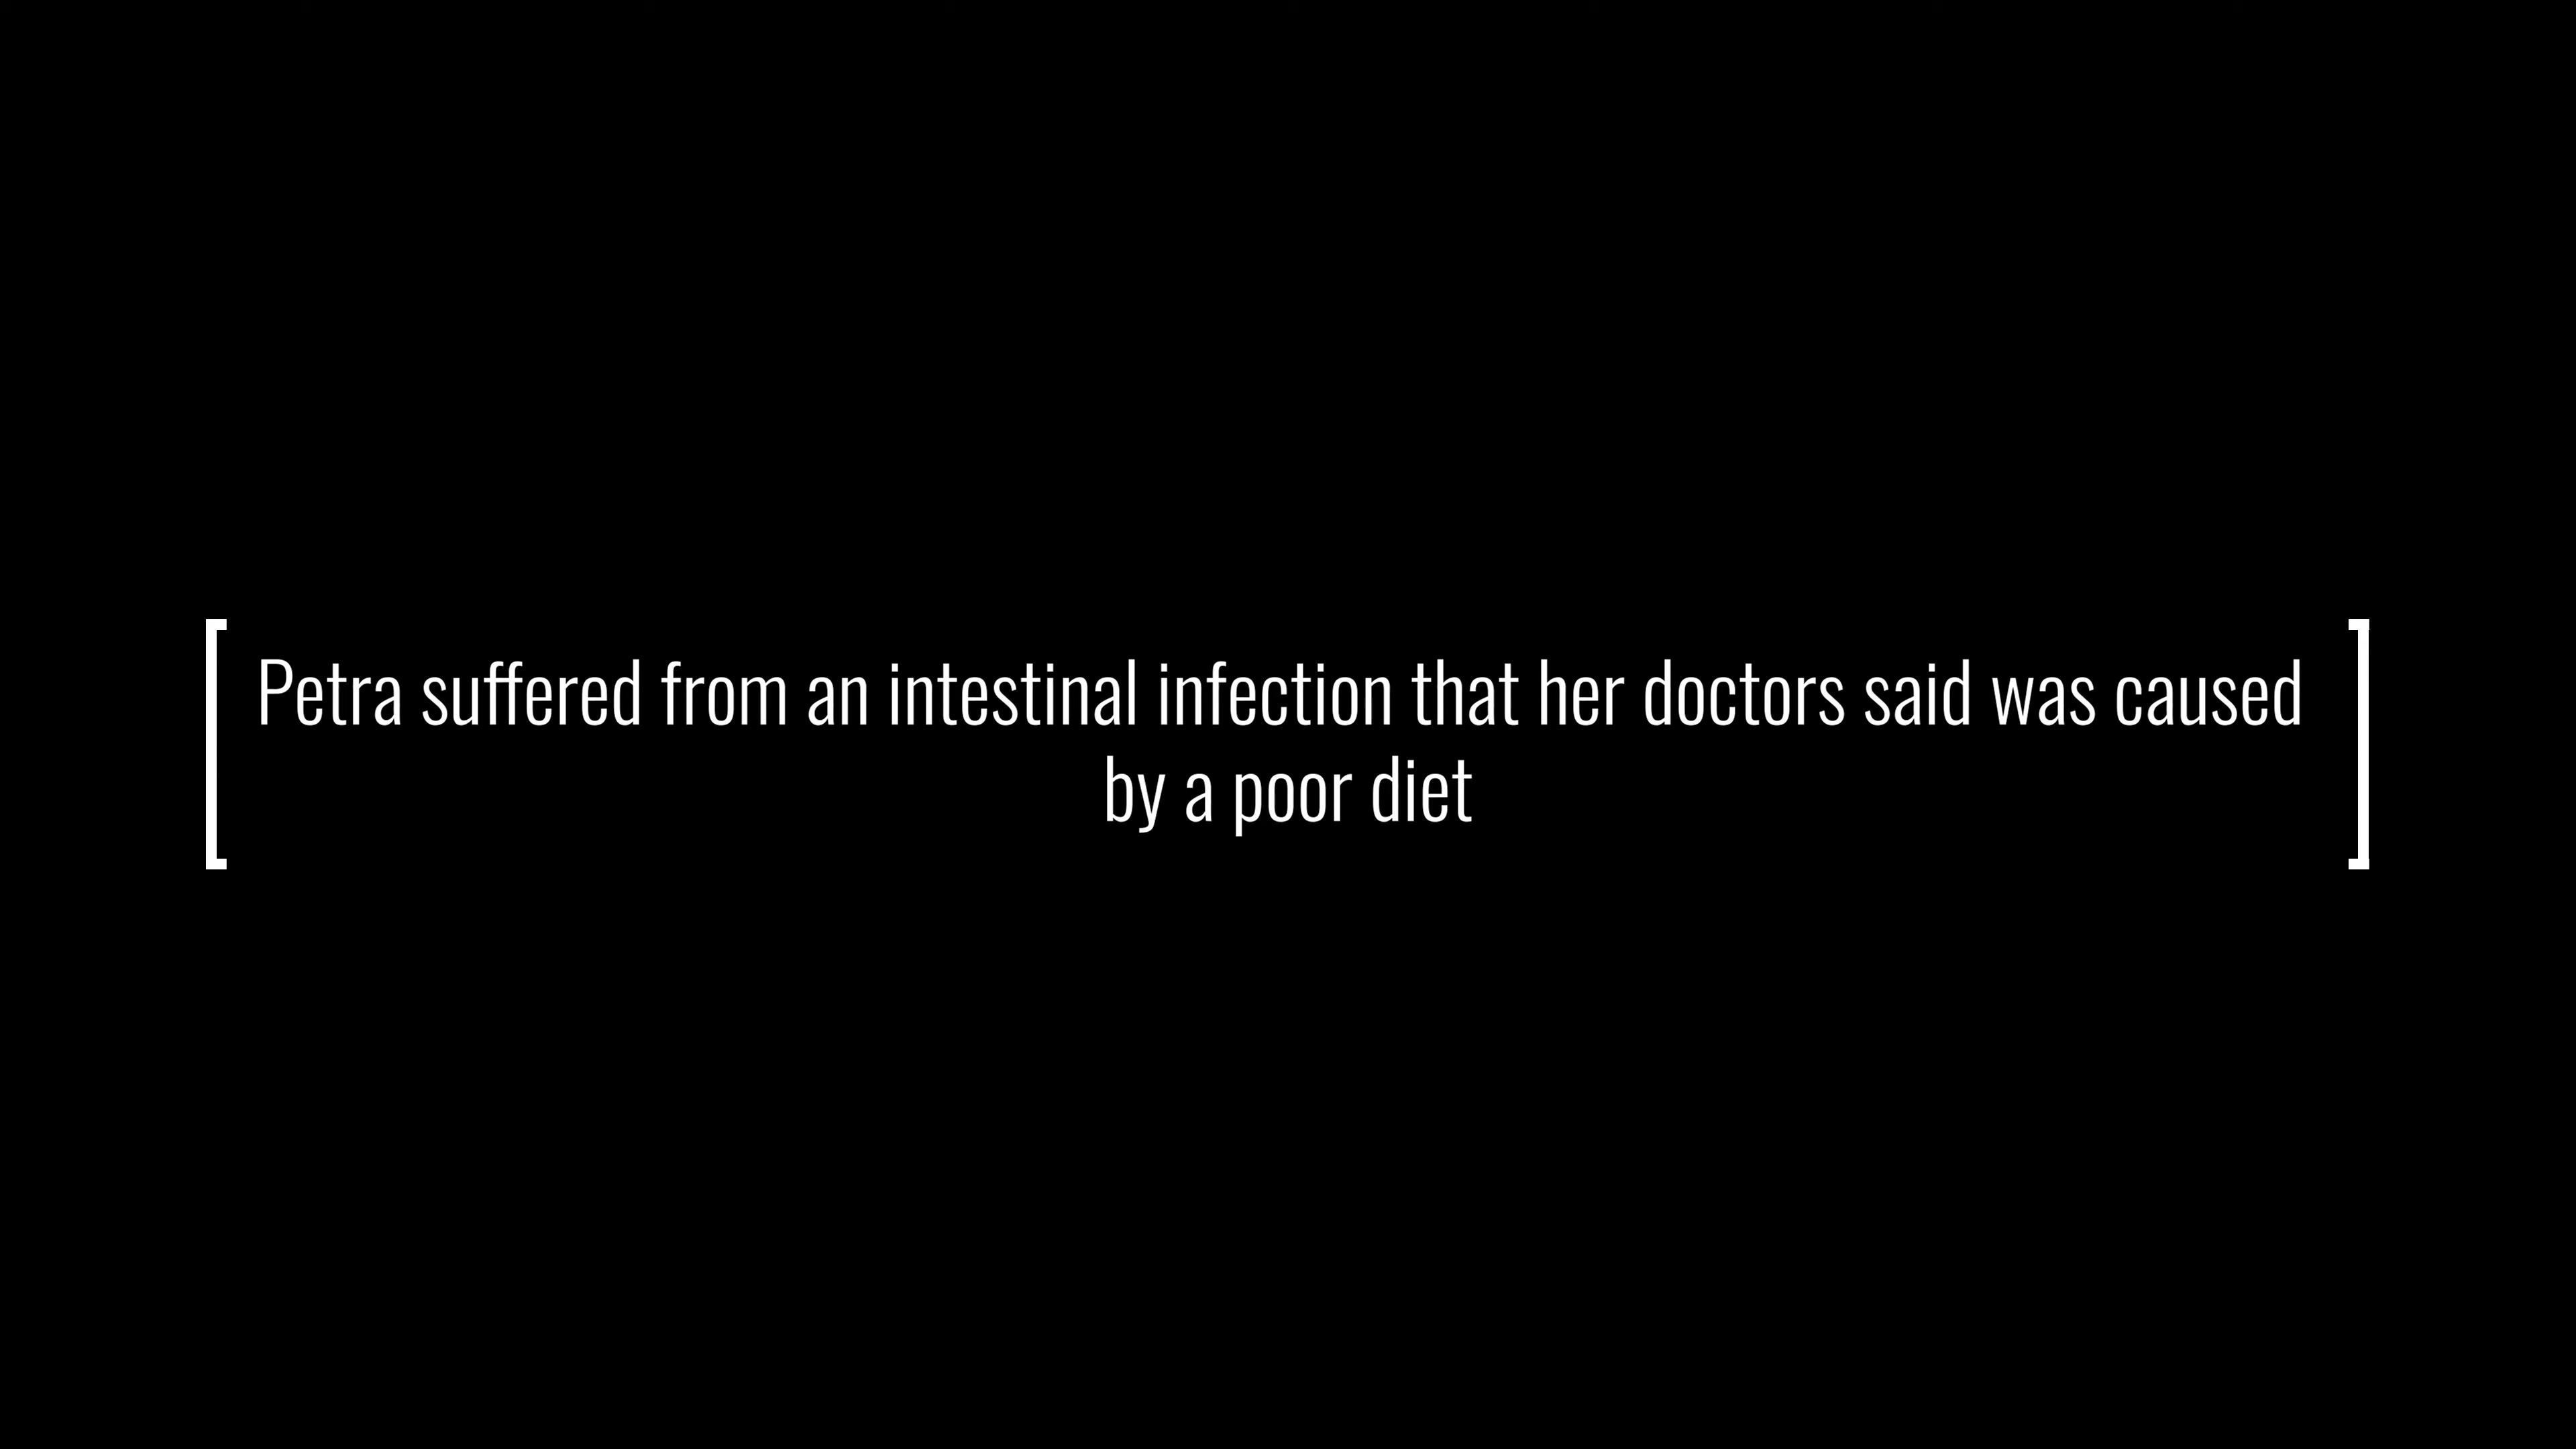 Petra suffered from an intestinal infection that her doctors said was caused
by a poor diet